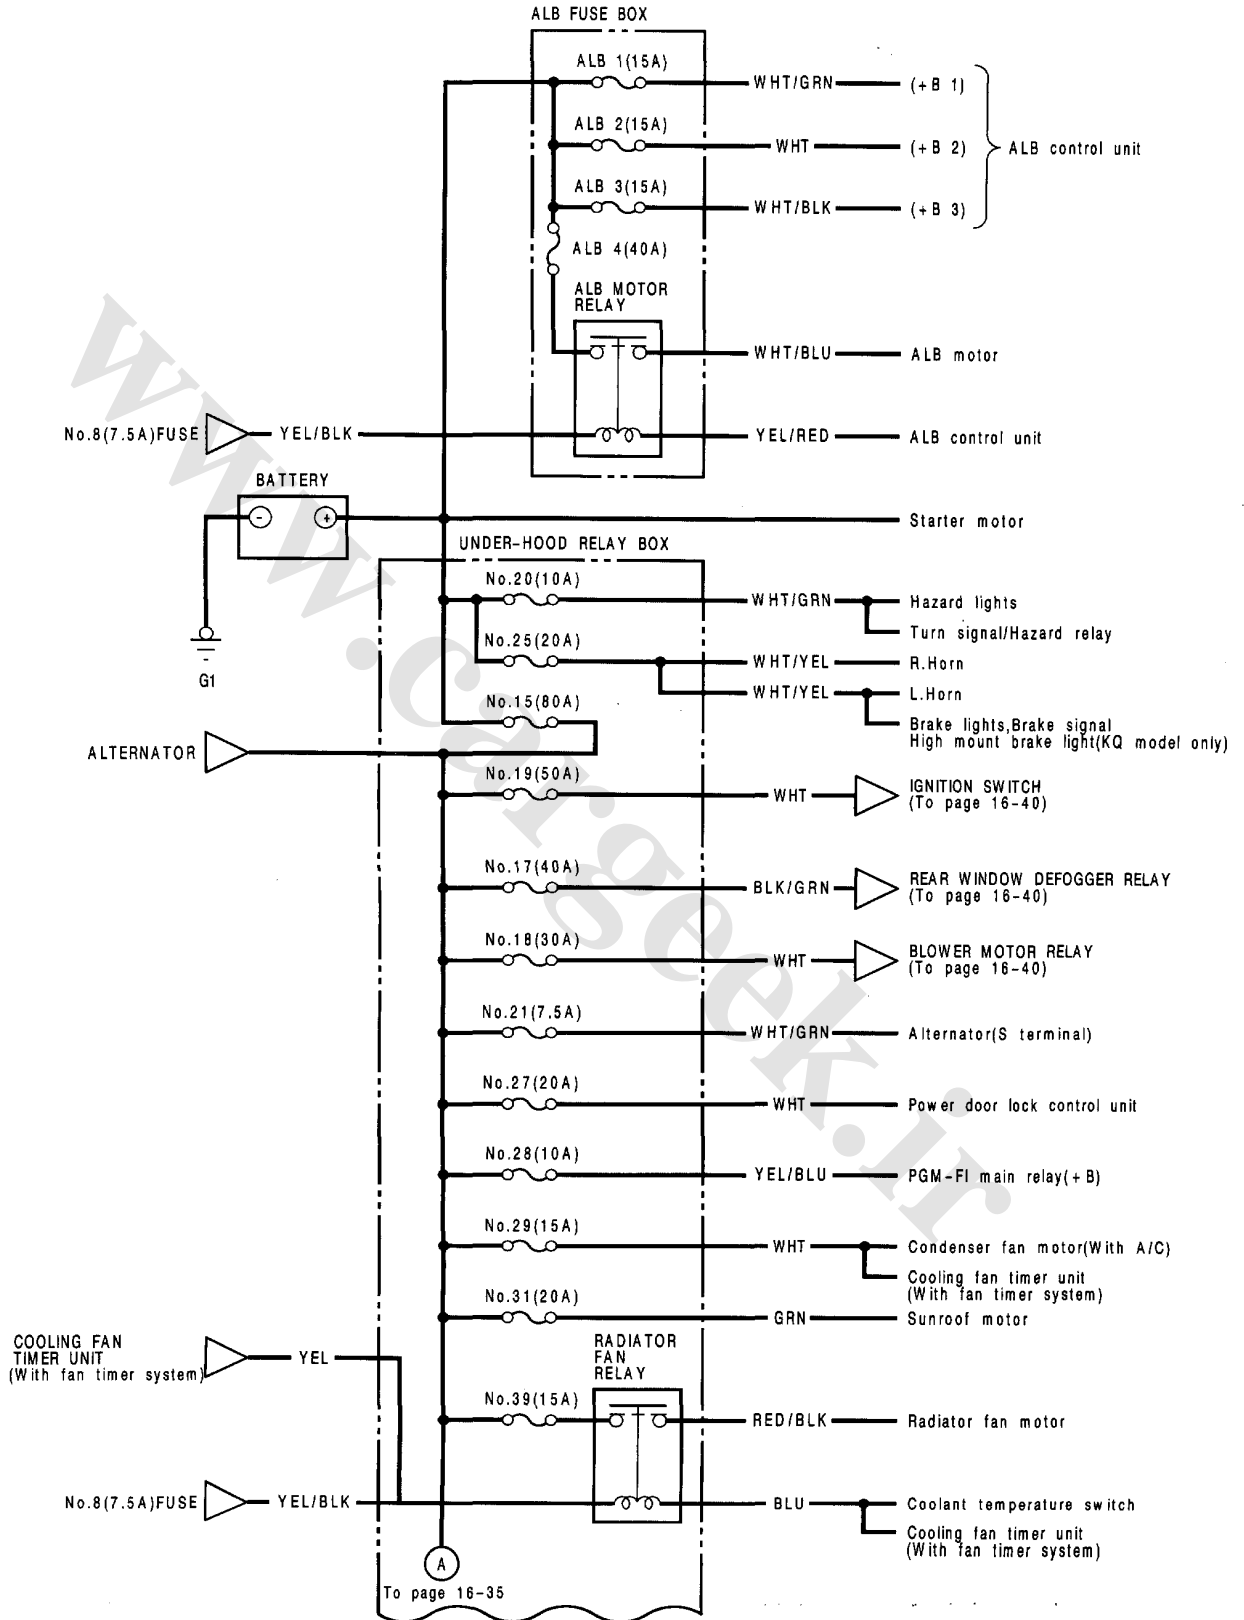 ALB FUSE BOX
ALB 1(15A)
WHT/GRN
(+B 1)
ALB 2(15A)
WHT
(+B 2)
ALB control unit
ALB 3(15A)
WHT/BLK
(+B 3)
ALB 4(40A)
ALB MOTOR
RELAY
WHT/BLU
ALB motor
No.8(7.5A)FUSE
YEL/BLK
YEL/RED
ALB control unit
BATTERY
-
+
Starter motor
UNDER-HOOD RELAY BOX
No.20(10A)
WHT/GRN
Hazard lights
Turn signal/Hazard relay
No.25(20A)
WHT/YEL
R.Horn
G1
No.15(80A)
WHT/YEL
L.Horn
Brake lights,Brake signal
High mount brake light(KQ model only)
ALTERNATOR
No.19(50A)
WHT
IGNITION SWITCH
(To page 16-40)
No.17(40A)
BLK/GRN
REAR WINDOW DEFOGGER RELAY
(To page 16-40)
No.18(30A)
WHT
BLOWER MOTOR RELAY
(To page 16-40)
No.21(7.5A)
WHT/GRN
Alternator(S terminal)
No.27(20A)
WHT
Power door lock control unit
No.28(10A)
YEL/BLU
PGM-FI main relay(+B)
No.29(15A)
WHT
Condenser fan motor(With A/C)
Cooling fan timer unit
(With fan timer system)
No.31(20A)
GRN
Sunroof motor
COOLING FAN
TIMER UNIT
(With fan timer system)
YEL
RADIATOR
FAN
RELAY
No.39(15A)
RED/BLK
Radiator fan motor
No.8(7.5A)FUSE
YEL/BLK
BLU
Coolant temperature switch
Cooling fan timer unit
(With fan timer system)
A
To page 16-35
www.cargeek.ir